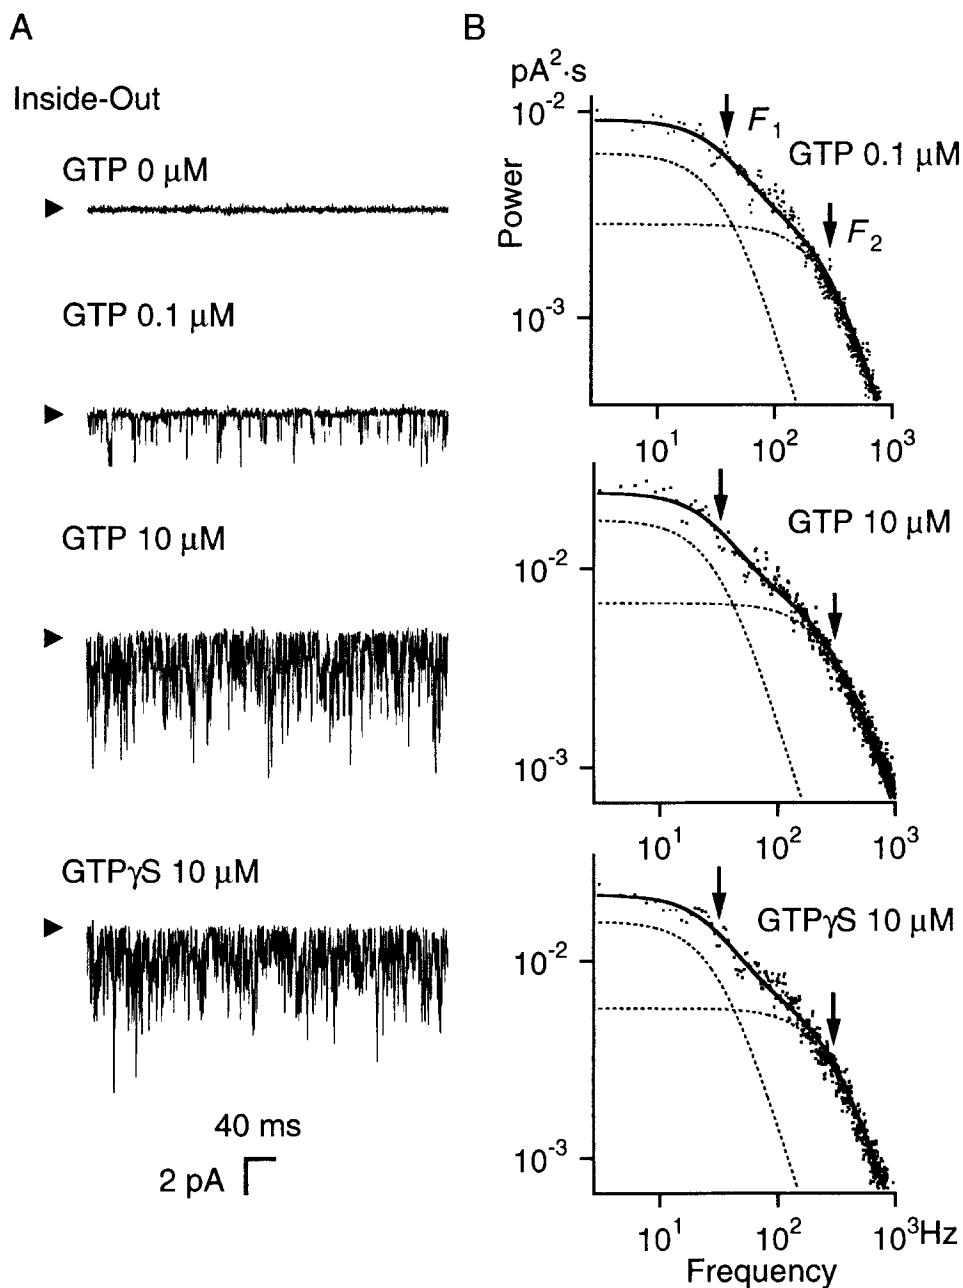 A
Inside-Out
GTP 0 μM
GTP 0.1 μM
GTP 10 μM
GTPγS 10 μM
40 ms
2 pA
B
pA²·s
10⁻²
F₁
GTP 0.1 μM
Power
F₂
10⁻³
10¹ 10² 10³
GTP 10 μM
10⁻²
10⁻³
10¹ 10² 10³
GTPγS 10 μM
10⁻²
10⁻³
10¹ 10² 10³Hz
Frequency